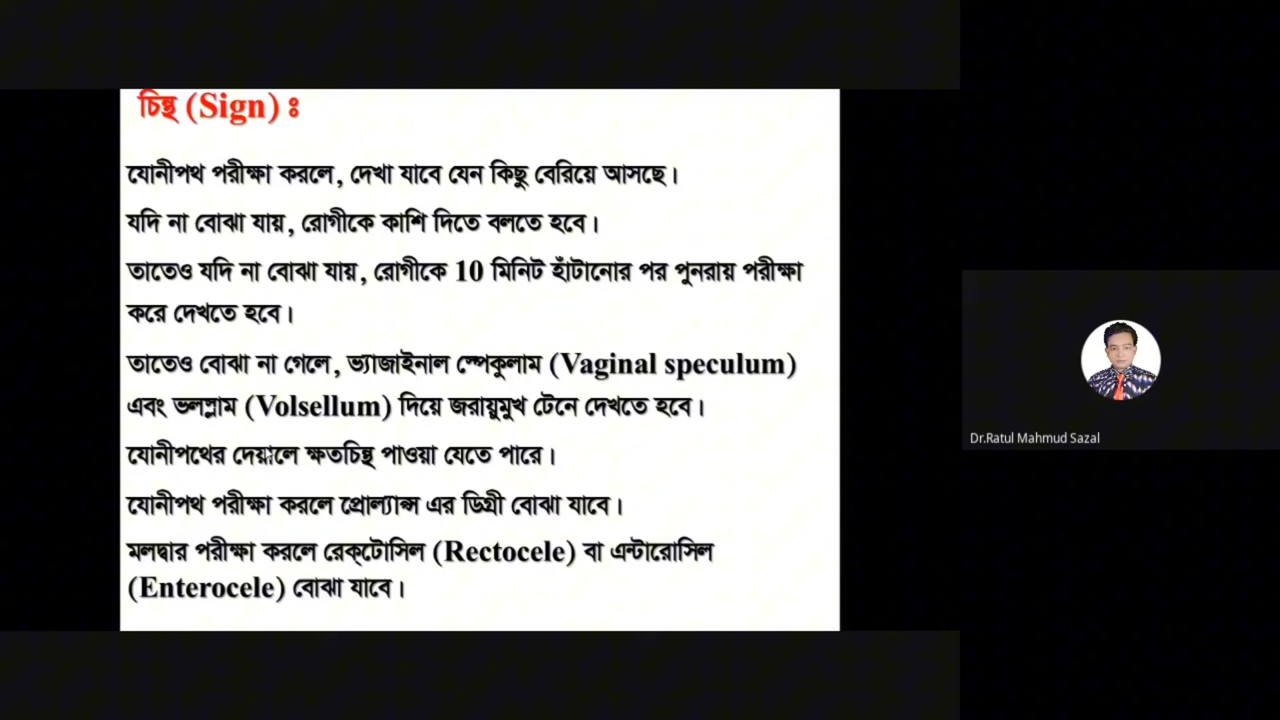 চিহ্ন (Sign) ঃ
যোনীপথ পরীক্ষা করলে, দেখা যাবে যেন কিছু বেরিয়ে আসছে।
যদি না বোঝা যায়, রোগীকে কাশি দিতে বলতে হবে।
তাতেও যদি না বোঝা যায়, রোগীকে 10 মিনিট হাঁটানোর পর পুনরায় পরীক্ষা
করে দেখতে হবে।
তাতেও বোঝা না গেলে, ভ্যাজাইনাল স্পেকুলাম (Vaginal speculum)
এবং ভলস্লাম (Volsellum) দিয়ে জরায়ুমুখ টেনে দেখতে হবে।
যোনীপথের দেয়ালে ক্ষতচিহ্ন পাওয়া যেতে পারে।
যোনীপথ পরীক্ষা করলে প্রোল্যাপ্স এর ডিগ্রী বোঝা যাবে।
মলদ্বার পরীক্ষা করলে রেক্‌টোসিল (Rectocele) বা এন্টারোসিল
(Enterocele) বোঝা যাবে।
Dr.Ratul Mahmud Sazal